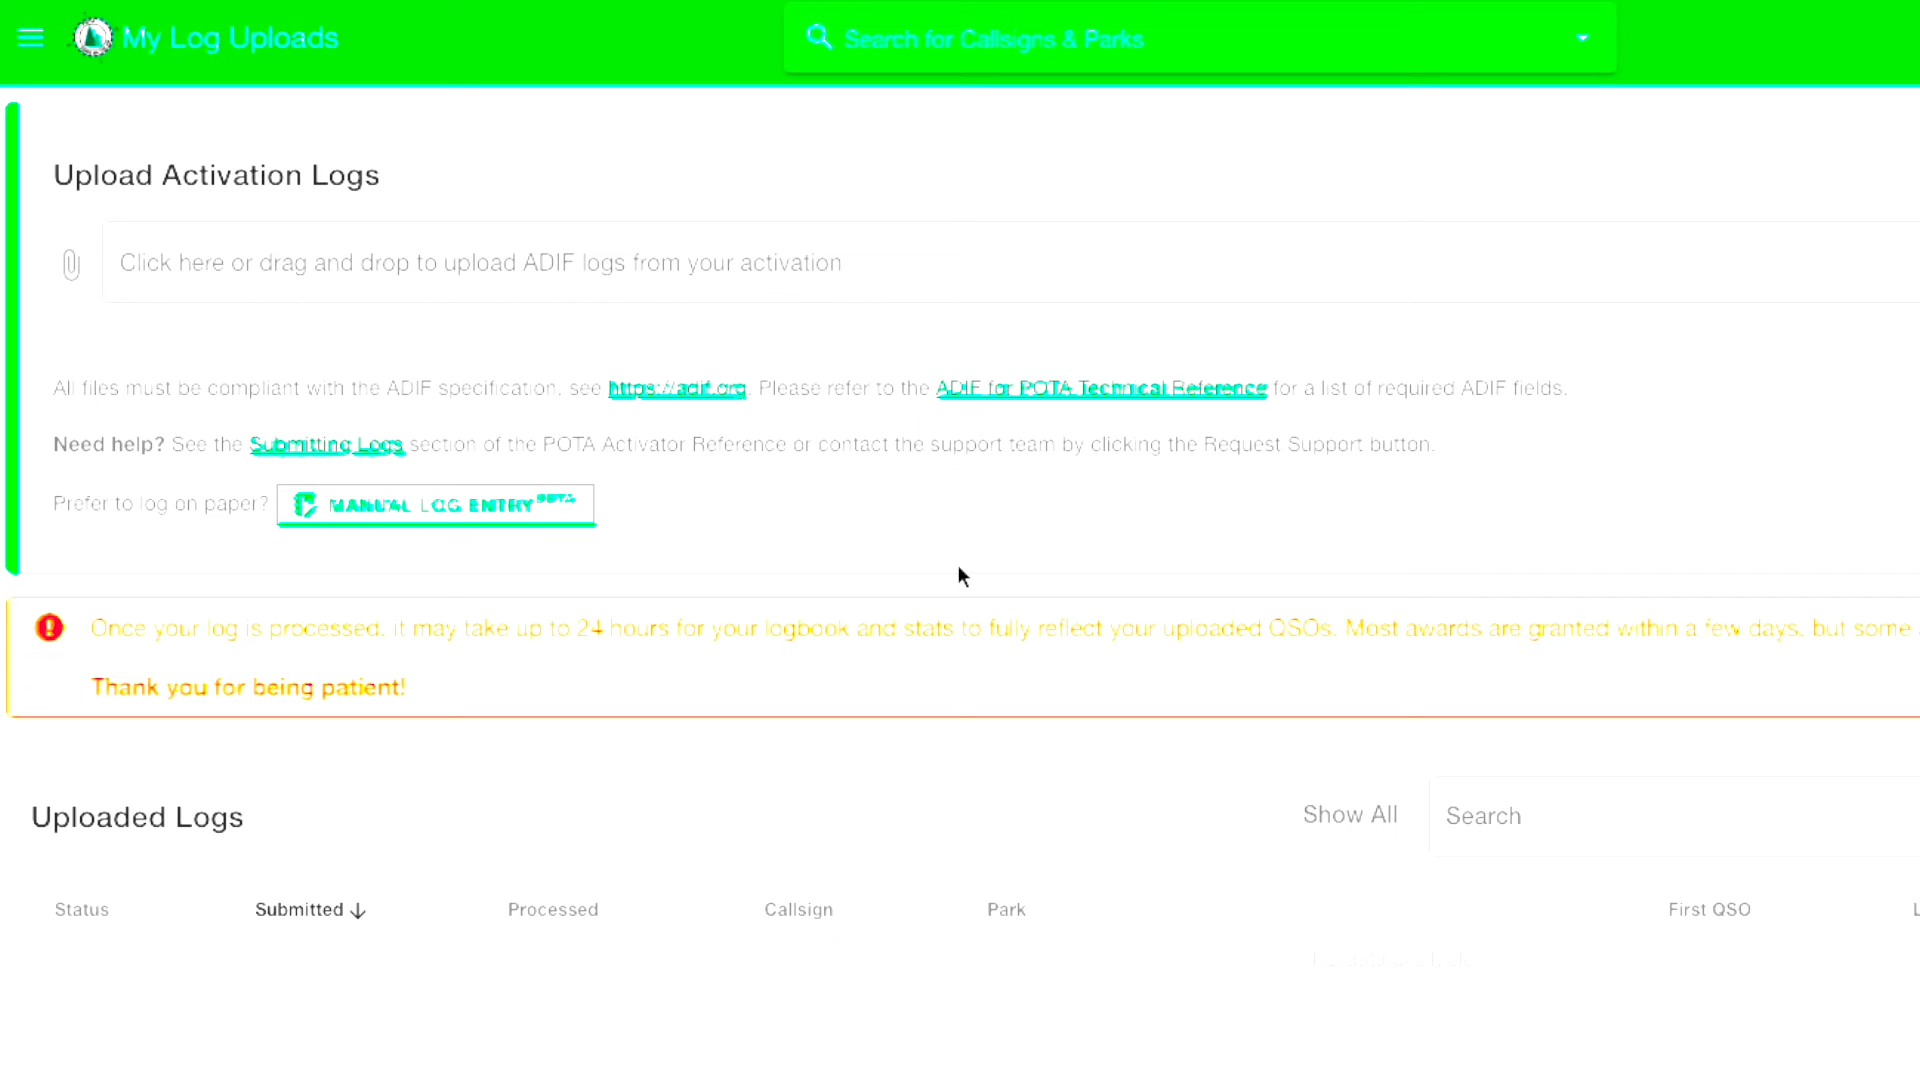 My Log Uploads
Search for Callsigns & Parks
Upload Activation Logs
Click here or drag and drop to upload ADIF logs from your activation
All files must be compliant with the ADIF specification, see https://adif.org. Please refer to the ADIF for POTA Technical Reference for a list of required ADIF fields.
Need help? See the Submitting Logs section of the POTA Activator Reference or contact the support team by clicking the Request Support button.
Prefer to log on paper? MANUAL LOG ENTRY BETA
Once your log is processed, it may take up to 24 hours for your logbook and stats to fully reflect your uploaded QSOs. Most awards are granted within a few days, but some
Thank you for being patient!
Uploaded Logs
Show All
Search
Status Submitted Processed Callsign Park First QSO L